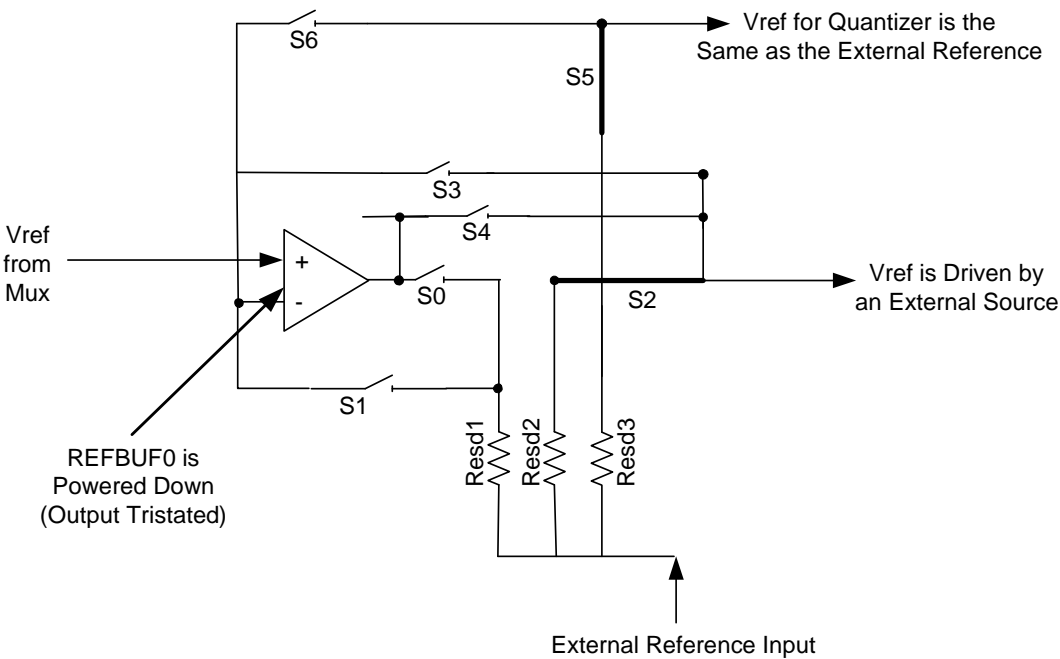 S6
Vref for Quantizer is the
Same as the External Reference
S5
S3
S4
Vref
from
Mux
+
-
S0
S2
Vref is Driven by
an External Source
S1
Resd1
Resd2
Resd3
REFBUF0 is
Powered Down
(Output Tristated)
External Reference Input